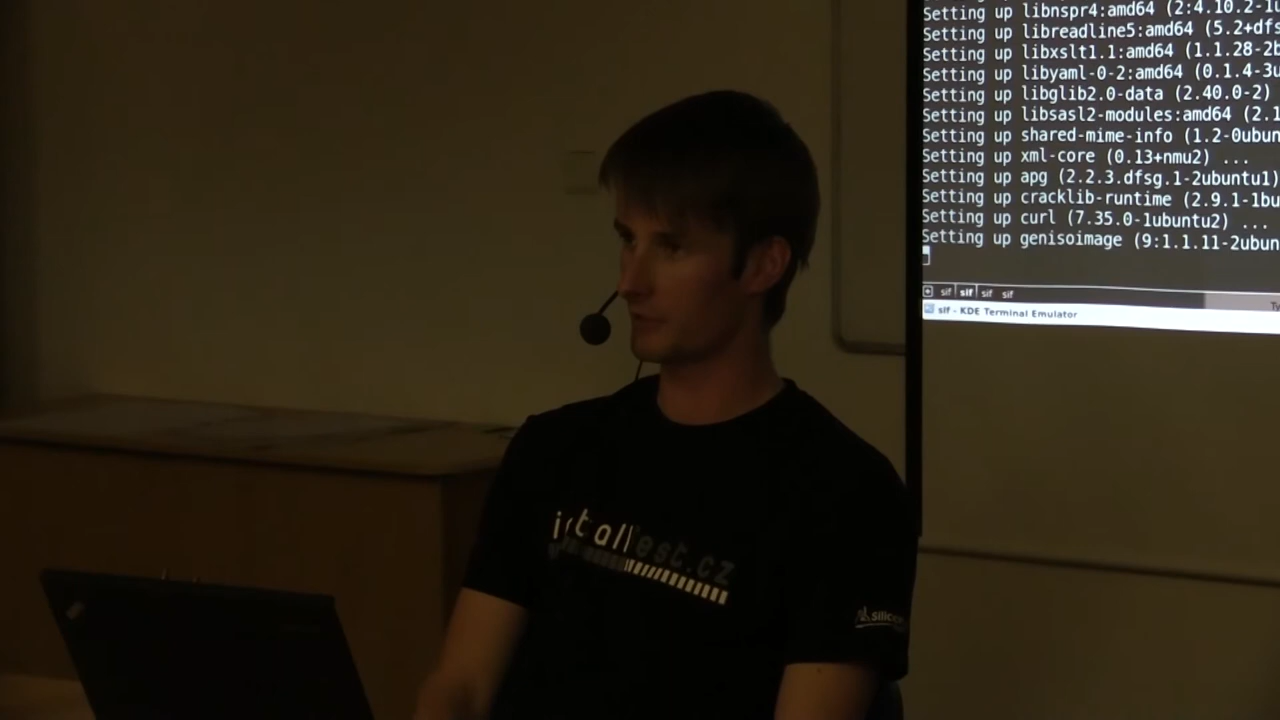 Setting up libnspr4:amd64 (2:4.10.2-1u
Setting up libreadline5:amd64 (5.2+dfs
Setting up libxslt1.1:amd64 (1.1.28-2b
Setting up libyaml-0-2:amd64 (0.1.4-3u
Setting up libglib2.0-data (2.40.0-2)
Setting up libsasl2-modules:amd64 (2.1
Setting up shared-mime-info (1.2-0ubun
Setting up xml-core (0.13+nmu2) ...
Setting up apg (2.2.3.dfsg.1-2ubuntu1)
Setting up cracklib-runtime (2.9.1-1bu
Setting up curl (7.35.0-1ubuntu2) ...
Setting up genisoimage (9:1.1.11-2ubun
slf slf slf slf
slf - KDE Terminal Emulator